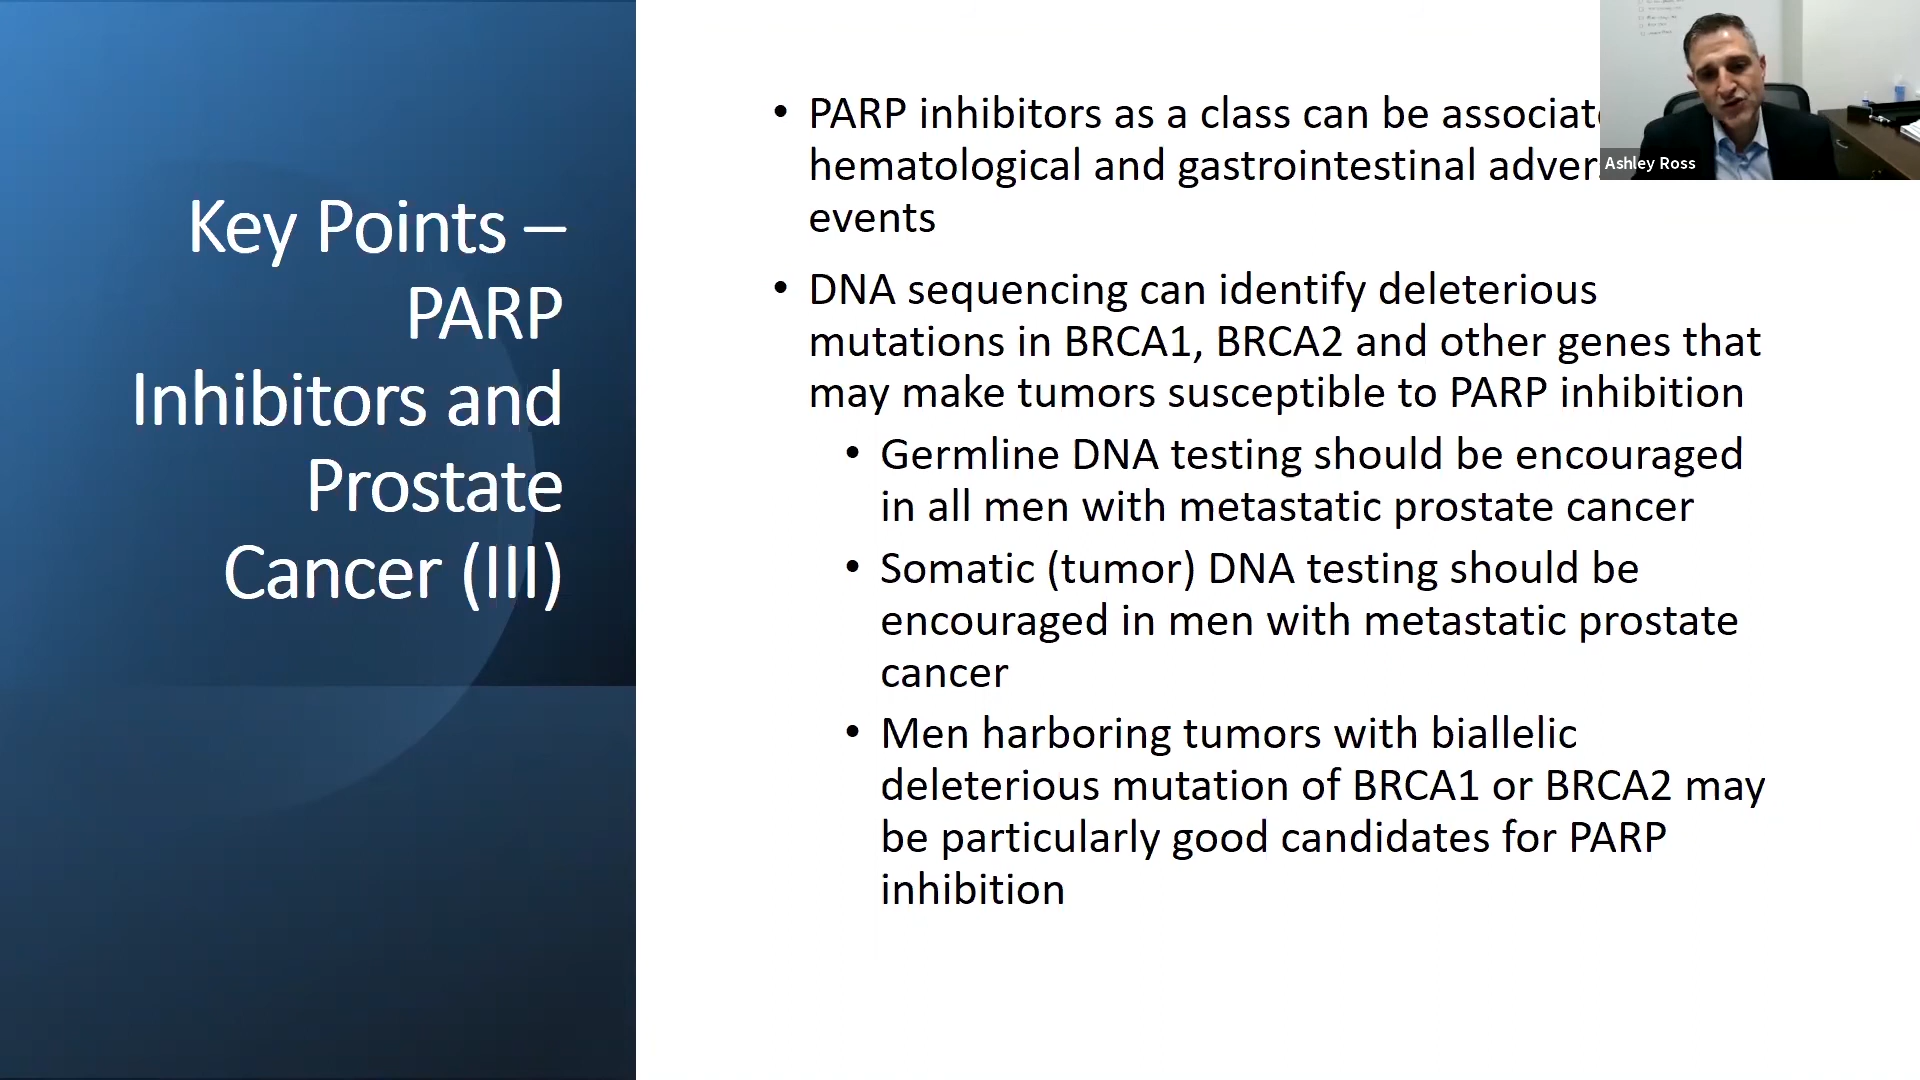 Key Points –
PARP
Inhibitors and
Prostate
Cancer (III)
• PARP inhibitors as a class can be
hematological and gastrointestinal
events
• DNA sequencing can identify deleterious
mutations in BRCA1, BRCA2 and other genes that
may make tumors susceptible to PARP inhibition
• Germline DNA testing should be encouraged
in all men with metastatic prostate cancer
• Somatic (tumor) DNA testing should be
encouraged in men with metastatic prostate
cancer
• Men harboring tumors with biallelic
deleterious mutation of BRCA1 or BRCA2 may
be particularly good candidates for PARP
inhibition
Ashley Ross